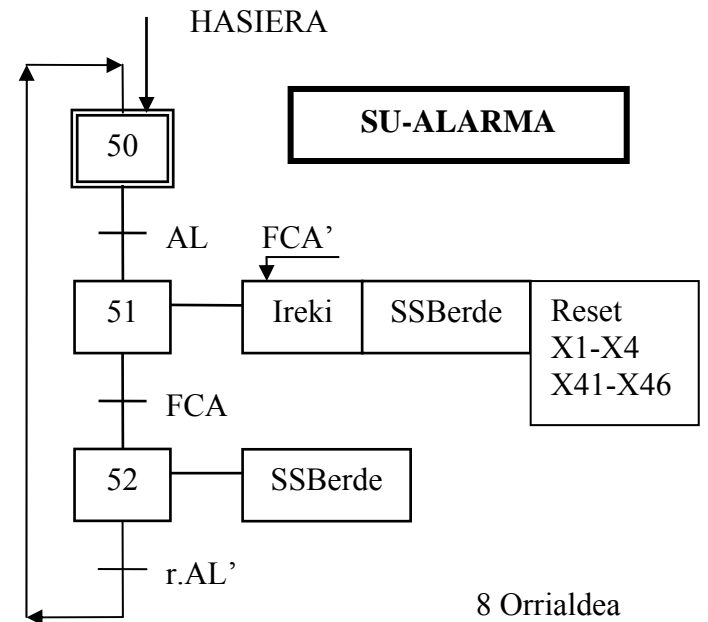 HASIERA
SU-ALARMA
50
AL
FCA’
51
Ireki
SSBerde
Reset
X1-X4
X41-X46
FCA
52
SSBerde
r.AL’
8 Orrialdea